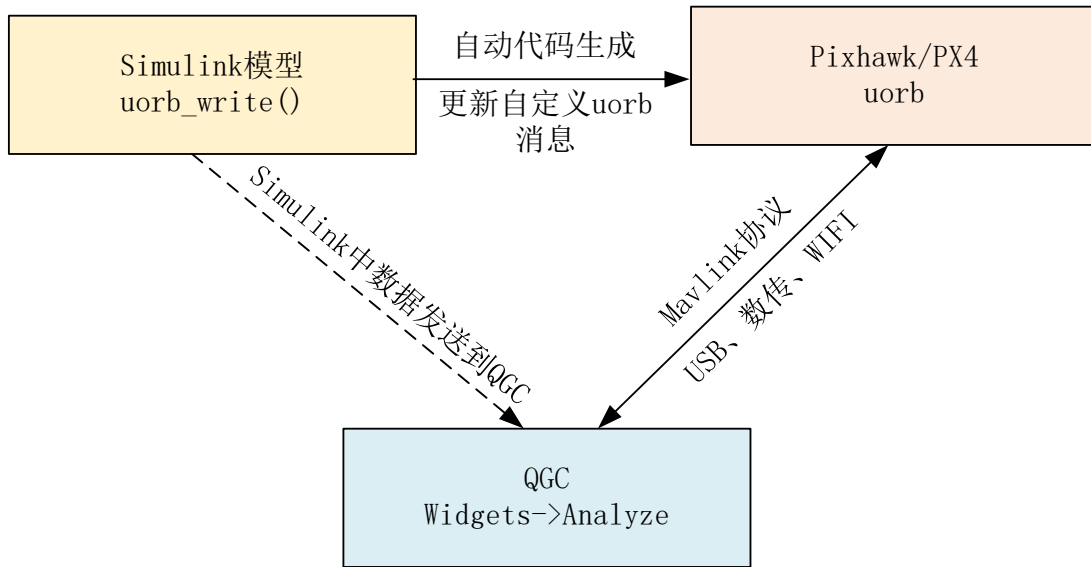 Simulink模型
uorb_write()
自动代码生成
更新自定义uorb
消息
Pixhawk/PX4
uorb
Simulink中数据发送到QGC
Mavlink协议
USB、数传、WIFI
QGC
Widgets->Analyze